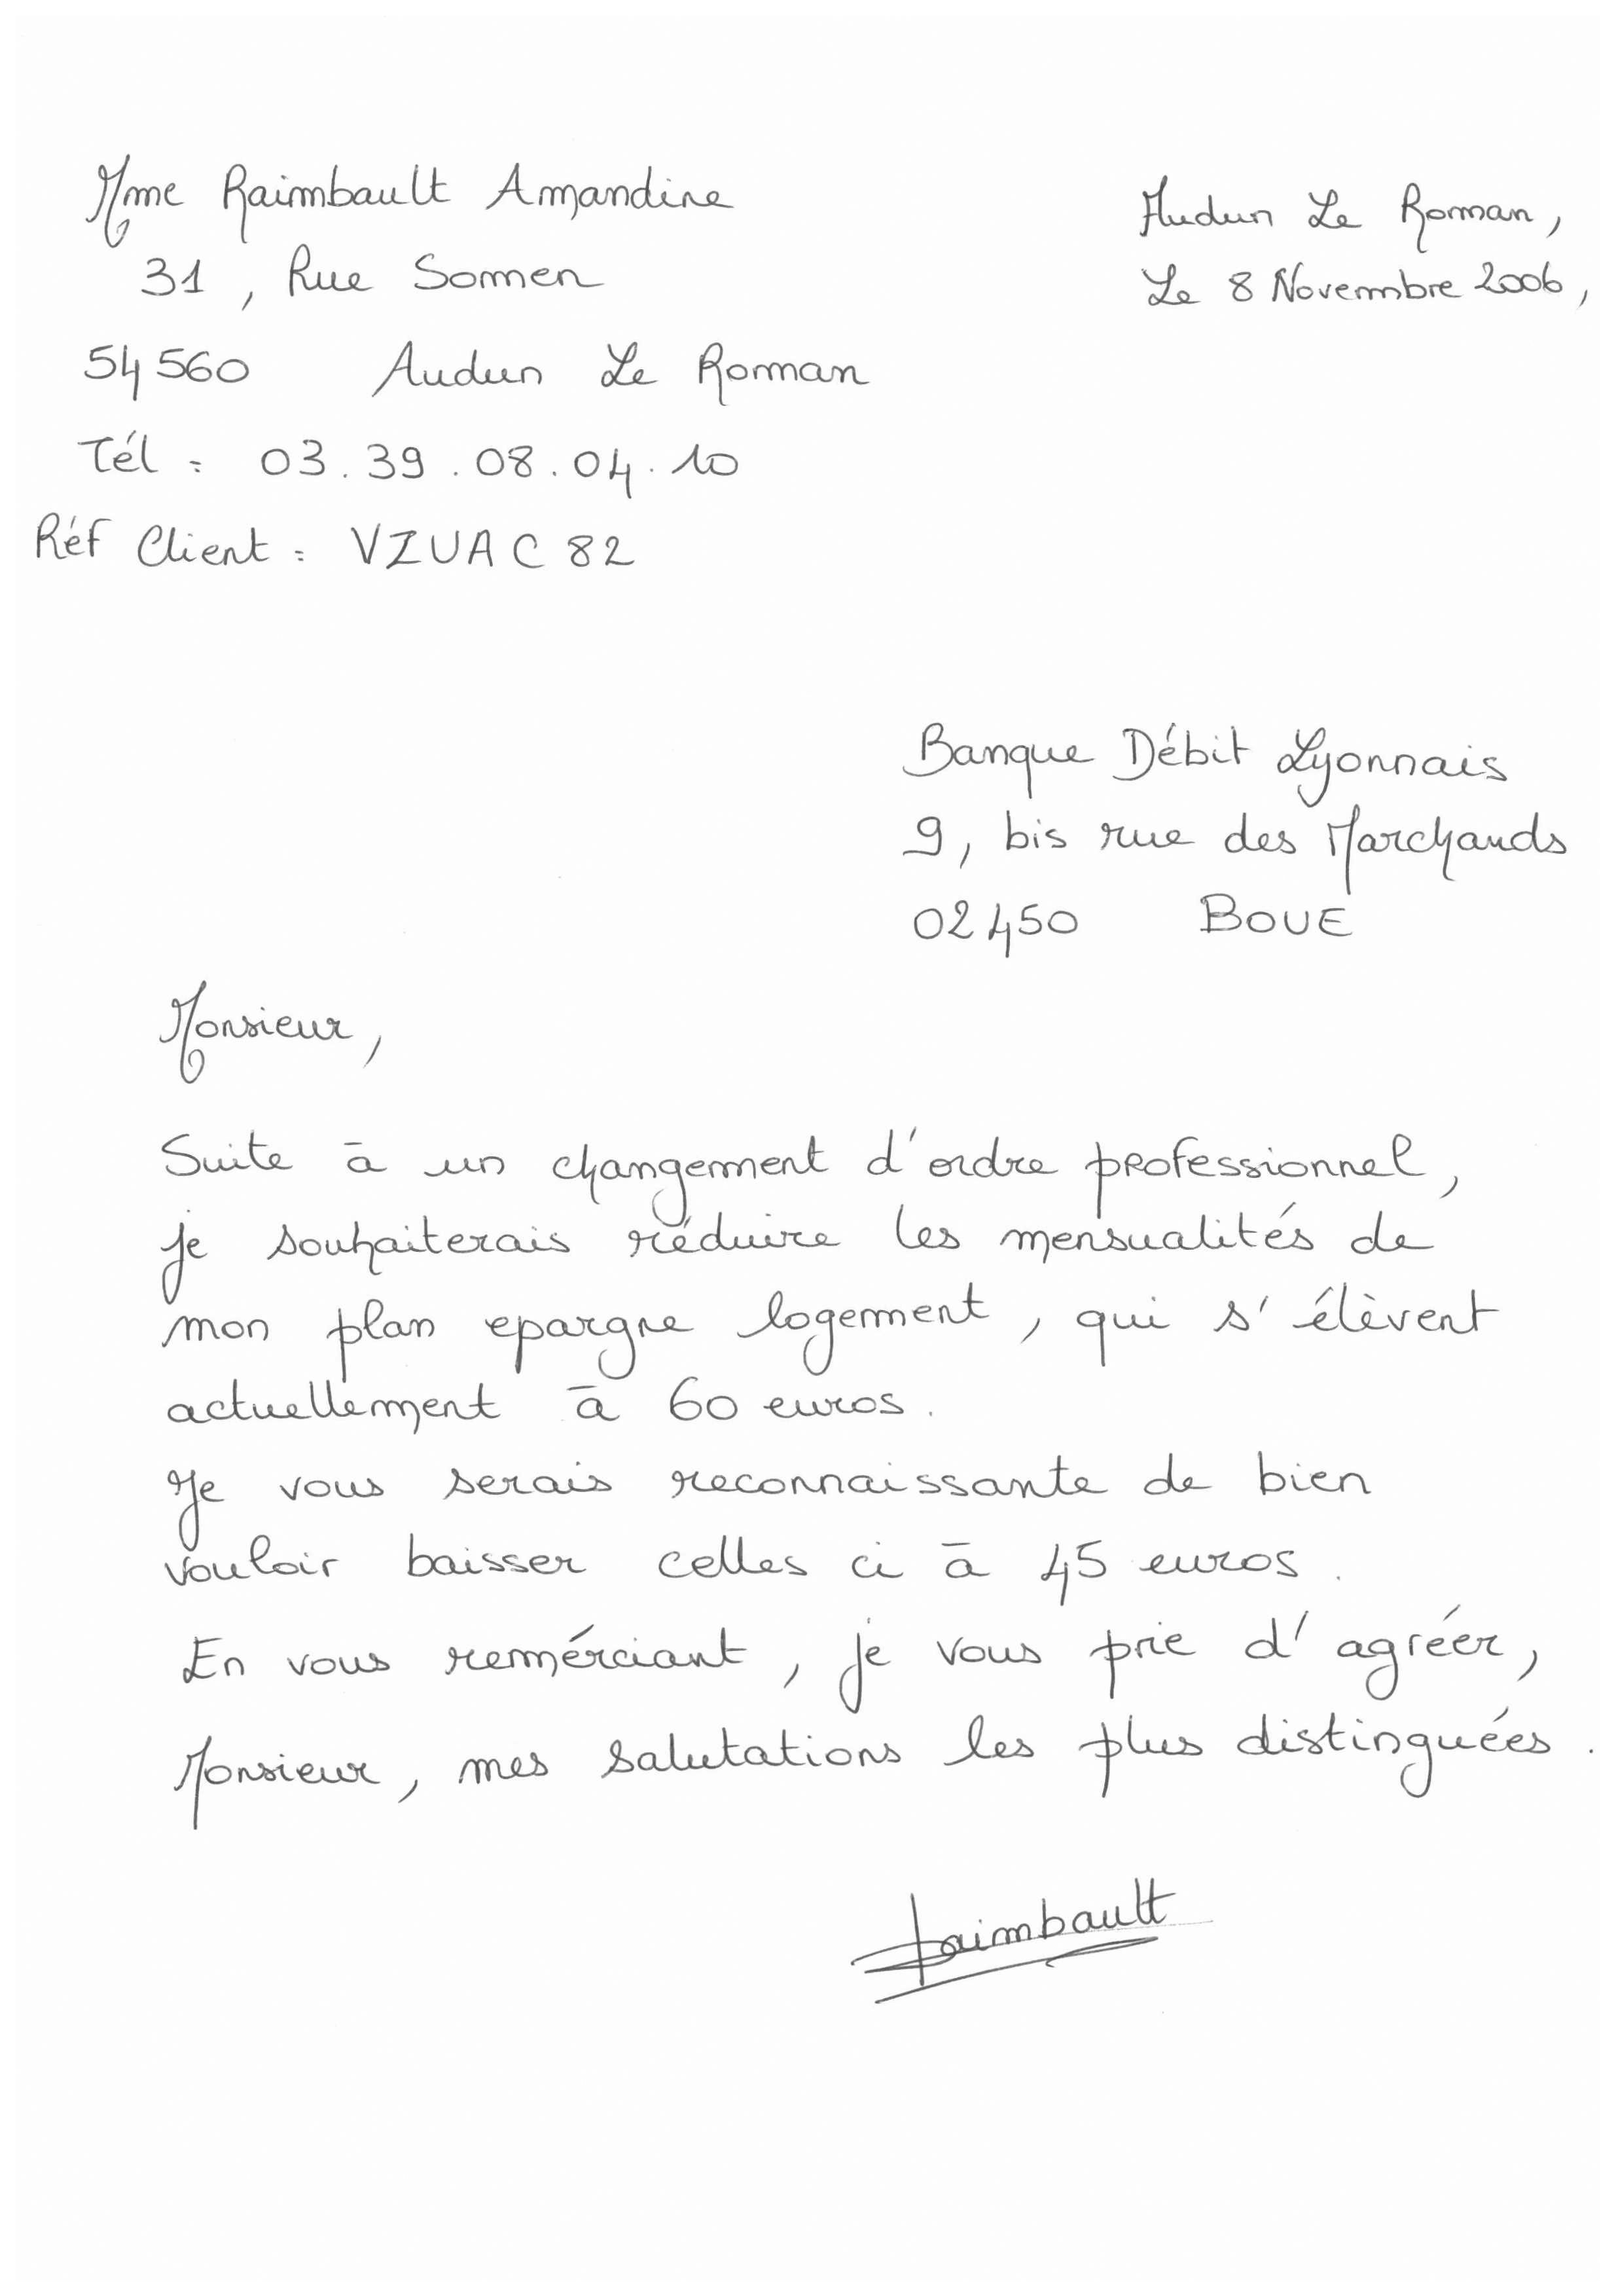 Mme Raimbault Amandine
31, Rue Sommen
54560 Audun Le Roman
Tél : 03.39.08.04.10
Réf Client : VZUAC82
Audun Le Roman,
Le 8 Novembre 2006,
Banque Débit Lyonnais
9, bis rue des Marchands
02450 BOUE
Monsieur,
Suite à un changement d'ordre professionnel,
je souhaiterais réduire les mensualités de
mon plan epargne logement, qui s'élèvent
actuellement à 60 euros.
Je vous serais reconnaissante de bien
vouloir baisser celles ci à 45 euros.
En vous remérciant, je vous prie d'agréer,
Monsieur, mes salutations les plus distinguées.
Raimbault